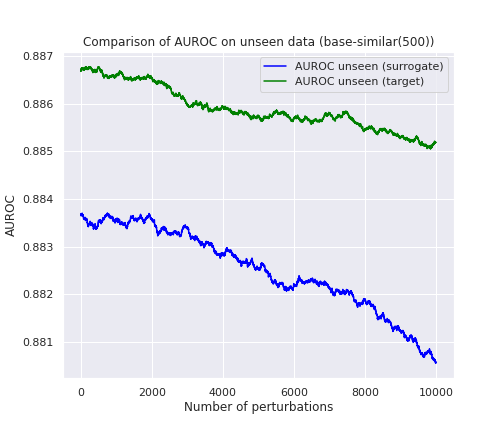 Comparison of AUROC on unseen data (base-similar(500))
AUROC unseen (surrogate)
AUROC unseen (target)
AUROC
0.887
0.886
0.885
0.884
0.883
0.882
0.881
0
2000
4000
6000
8000
10000
Number of perturbations